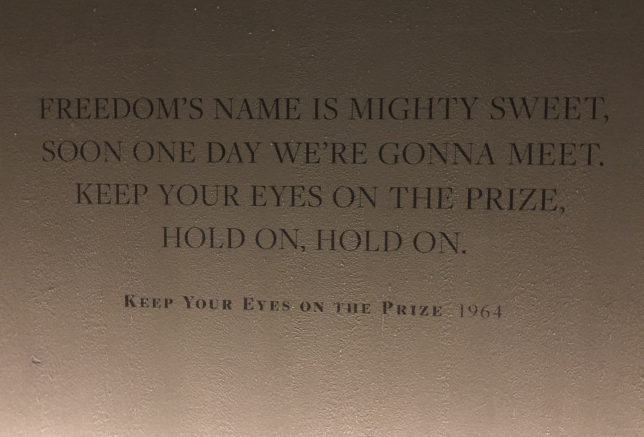 FREEDOM'S NAME IS MIGHTY SWEET,
SOON ONE DAY WE'RE GONNA MEET.
KEEP YOUR EYES ON THE PRIZE,
HOLD ON, HOLD ON.
KEEP YOUR EYES ON THE PRIZE 1964